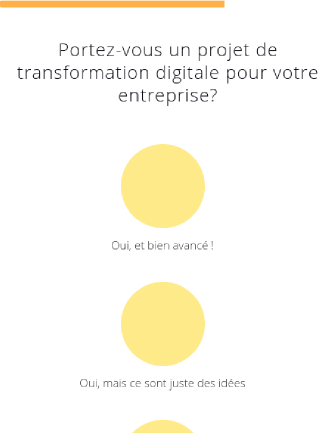 Portez-vous un projet de
transformation digitale pour votre
entreprise?
Oui, et bien avancé !
Oui, mais ce sont juste des idées